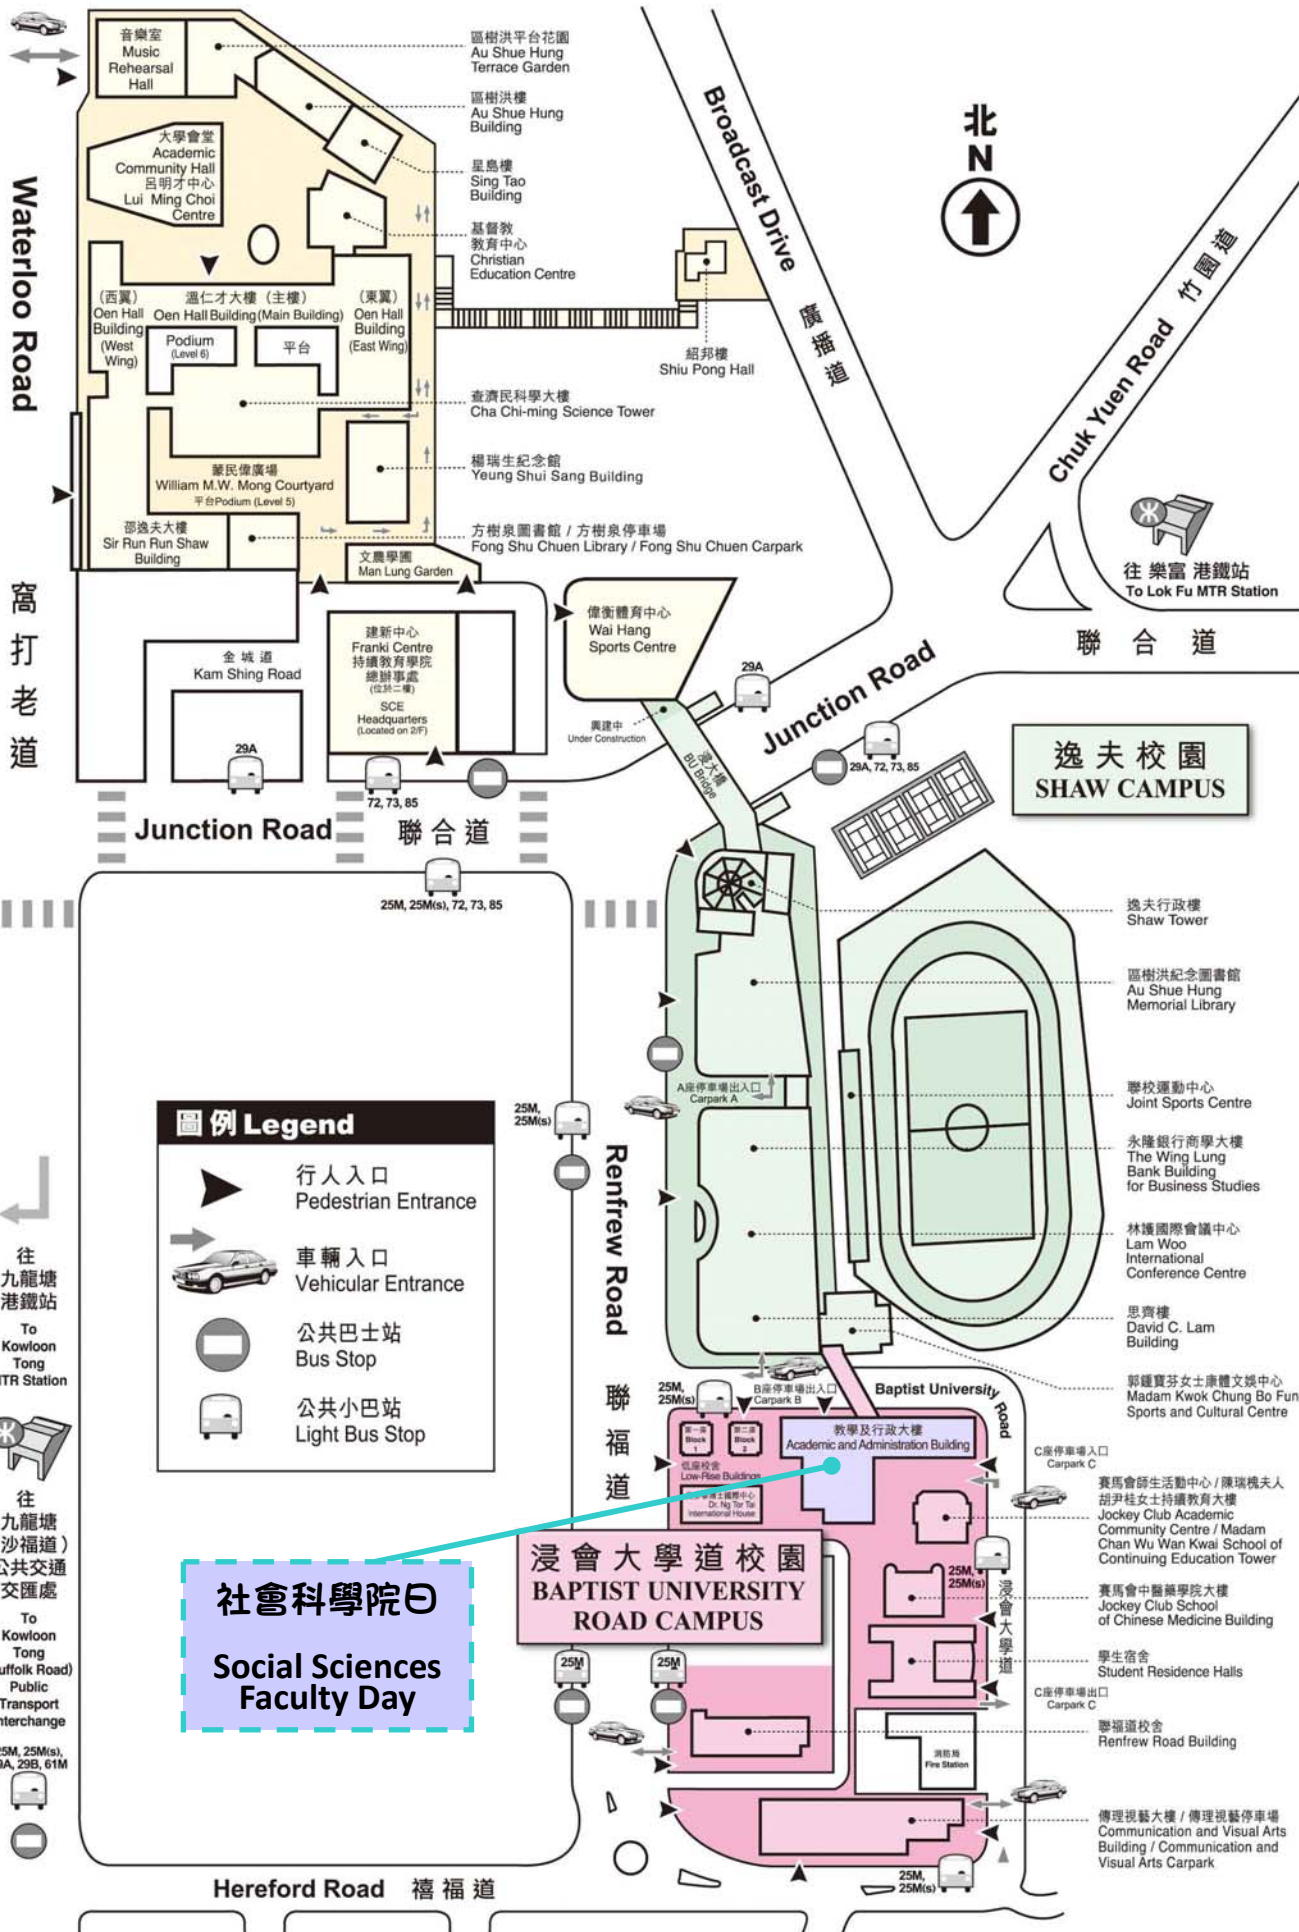 音樂室
Music
Rehearsal
Hall
區樹洪平台花園
Au Shue Hung
Terrace Garden
區樹洪樓
Au Shue Hung
Building
大學會堂
Academic
Community Hall
呂明才中心
Lui Ming Choi
Centre
星島樓
Sing Tao
Building
基督教
教育中心
Christian
Education Centre
Waterloo Road
窩打老道
(西翼)
Oen Hall
Building
(West
Wing)
溫仁才大樓 (主樓)
Oen Hall Building (Main Building)
(東翼)
Oen Hall
Building
(East Wing)
Podium
(Level 6)
平台
查濟民科學大樓
Cha Chi-ming Science Tower
楊瑞生紀念館
Yeung Shui Sang Building
蒙民偉廣場
William M.W. Mong Courtyard
平台Podium (Level 5)
邵逸夫大樓
Sir Run Run Shaw
Building
方樹泉圖書館 / 方樹泉停車場
Fong Shu Chuen Library / Fong Shu Chuen Carpark
文農學圃
Man Lung Garden
Broadcast Drive 廣播道
紹邦樓
Shiu Pong Hall
北
N
Chuk Yuen Road 竹園道
往 樂富 港鐵站
To Lok Fu MTR Station
聯合道
Junction Road
偉衡體育中心
Wai Hang
Sports Centre
建新中心
Franki Centre
持續教育學院
總辦事處
(位於二樓)
SCE
Headquarters
(Located on 2/F)
金城道
Kam Shing Road
29A
興建中
Under Construction
浸大橋
BU Bridge
29A, 72, 73, 85
29A
72, 73, 85
Junction Road 聯合道
25M, 25M(s), 72, 73, 85
逸夫校園
SHAW CAMPUS
逸夫行政樓
Shaw Tower
區樹洪紀念圖書館
Au Shue Hung
Memorial Library
A座停車場出入口
Carpark A
聯校運動中心
Joint Sports Centre
永隆銀行商學大樓
The Wing Lung
Bank Building
for Business Studies
林護國際會議中心
Lam Woo
International
Conference Centre
思齊樓
David C. Lam
Building
郭鍾寶芬女士康體文娛中心
Madam Kwok Chung Bo Fun
Sports and Cultural Centre
圖例 Legend
行人入口
Pedestrian Entrance
車輛入口
Vehicular Entrance
公共巴士站
Bus Stop
公共小巴站
Light Bus Stop
25M,
25M(s)
Renfrew Road
聯福道
往
九龍塘
港鐵站
To
Kowloon
Tong
MTR Station
往
九龍塘
沙福道)
公共交通
交匯處
To
Kowloon
Tong
uffolk Road)
Public
Transport
nterchange
25M, 25M(s),
9A, 29B, 61M
25M,
25M(s)
B座停車場出入口
Carpark B
Baptist University Road
第一座
Block
1
第二座
Block
2
低座校舍
Low-Rise Buildings
教學及行政大樓
Academic and Administration Building
Dr. Ng Tor Tai
International House
C座停車場入口
Carpark C
賽馬會師生活動中心 / 陳瑞槐夫人
胡尹桂女士持續教育大樓
Jockey Club Academic
Community Centre / Madam
Chan Wu Wan Kwai School of
Continuing Education Tower
浸會大學道校園
BAPTIST UNIVERSITY
ROAD CAMPUS
25M,
25M(s)
浸會大學道
賽馬會中醫藥學院大樓
Jockey Club School
of Chinese Medicine Building
學生宿舍
Student Residence Halls
C座停車場出口
Carpark C
社會科學院日
Social Sciences
Faculty Day
25M
25M
聯福道校舍
Renfrew Road Building
消防局
Fire Station
傳理視藝大樓 / 傳理視藝停車場
Communication and Visual Arts
Building / Communication and
Visual Arts Carpark
25M,
25M(s)
Hereford Road 禧福道